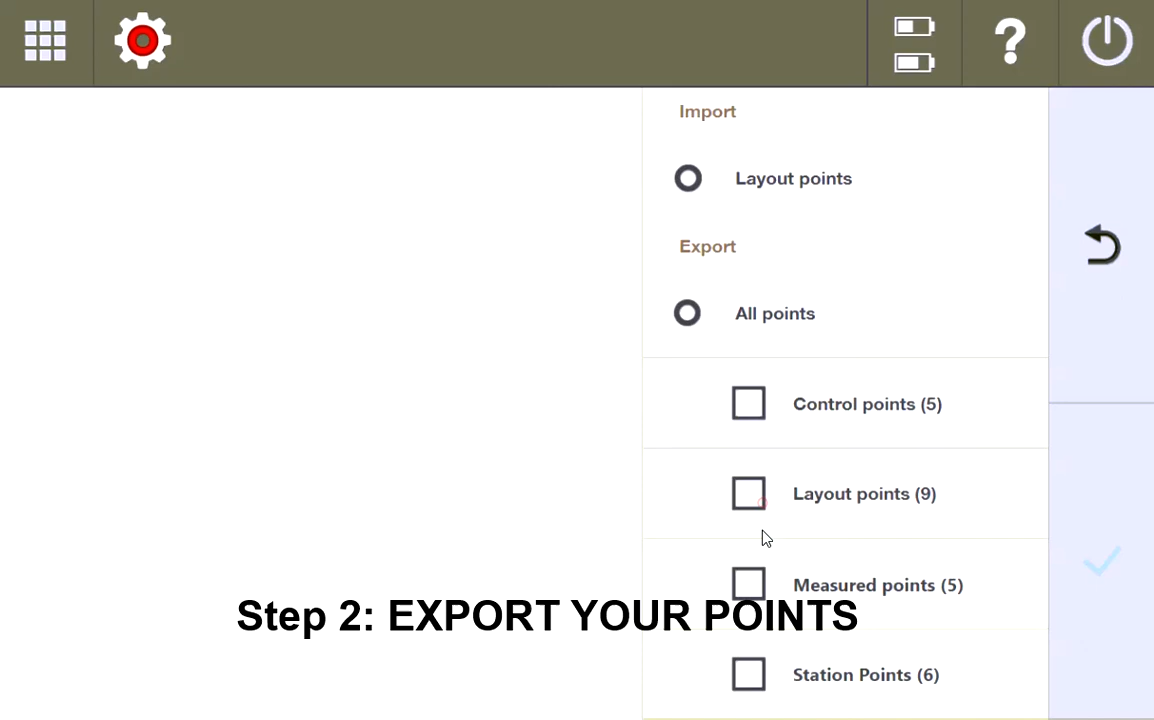 Import
Layout points
Export
All points
Control points (5)
Layout points (9)
Measured points (5)
Step 2: EXPORT YOUR POINTS
Station Points (6)